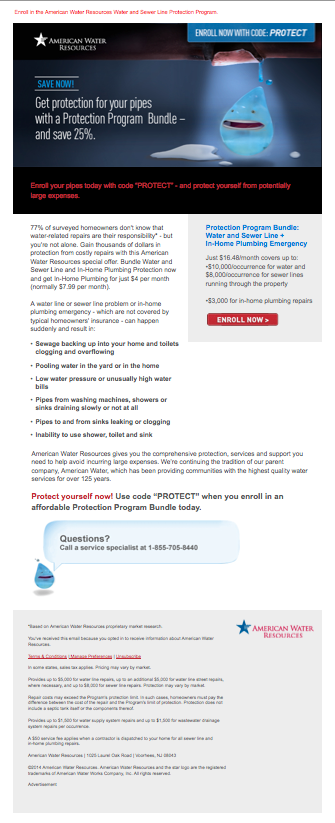 Enroll in the American Water Resources Water and Sewer Line Protection Program.
AMERICAN WATER
RESOURCES
ENROLL NOW WITH CODE: PROTECT
SAVE NOW!
Get protection for your pipes
with a Protection Program Bundle –
and save 25%.
Enroll your pipes today with code "PROTECT" - and protect yourself from potentially
large expenses.
77% of surveyed homeowners don't know that
water-related repairs are their responsibility* - but
you're not alone. Gain thousands of dollars in
protection from costly repairs with this American
Water Resources special offer. Bundle Water and
Sewer Line and In-Home Plumbing Protection now
and get In-Home Plumbing for just $4 per month
(normally $7.99 per month).
A water line or sewer line problem or in-home
plumbing emergency - which are not covered by
typical homeowners' insurance - can happen
suddenly and result in:
• Sewage backing up into your home and toilets
clogging and overflowing
• Pooling water in the yard or in the home
• Low water pressure or unusually high water
bills
• Pipes from washing machines, showers or
sinks draining slowly or not at all
• Pipes to and from sinks leaking or clogging
• Inability to use shower, toilet and sink
Protection Program Bundle:
Water and Sewer Line +
In-Home Plumbing Emergency
Just $16.48/month covers up to:
•$10,000/occurrence for water and
$8,000/occurrence for sewer lines
running through the property
•$3,000 for in-home plumbing repairs
ENROLL NOW >
American Water Resources gives you the comprehensive protection, services and support you
need to help avoid incurring large expenses. We're continuing the tradition of our parent
company, American Water, which has been providing communities with the highest quality water
services for over 125 years.
Protect yourself now! Use code "PROTECT" when you enroll in an
affordable Protection Program Bundle today.
Questions?
Call a service specialist at 1-855-705-8440
AMERICAN WATER
RESOURCES
*Based on American Water Resources proprietary market research.
You've received this email because you opted in to receive information about American Water
Resources.
Terms & Conditions | Manage Preferences | Unsubscribe
In some states, sales tax applies. Pricing may vary by market.
Provides up to $5,000 for water line repairs, up to an additional $5,000 for water line street repairs,
where necessary, and up to $8,000 for sewer line repairs. Protection may vary by market.
Repair costs may exceed the Program's protection limit. In such cases, homeowners must pay the
difference between the cost of the repair and the Program's limit of protection. Protection does not
include a septic tank itself or the components thereof.
Provides up to $1,500 for water supply system repairs and up to $1,500 for wastewater drainage
system repairs per occurrence.
A $50 service fee applies when a contractor is dispatched to your home for all sewer line and
in-home plumbing repairs.
American Water Resources | 1025 Laurel Oak Road | Voorhees, NJ 08043
©2014 American Water Resources. American Water Resources and the star logo are the registered
trademarks of American Water Works Company, Inc. All rights reserved.
Advertisement